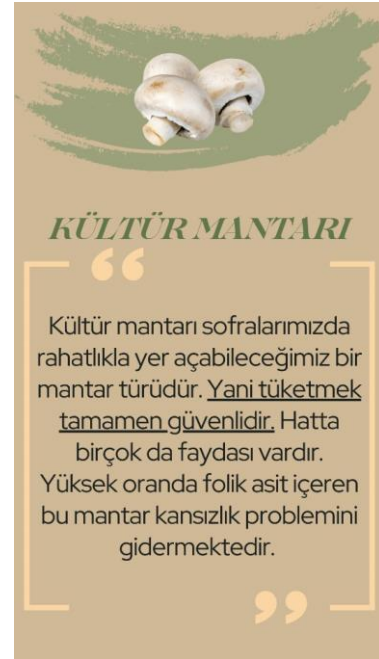 KÜLTÜR MANTARI
“
Kültür mantarı sofralarımızda
rahatlıkla yer açabileceğimiz bir
mantar türüdür. Yani tüketmek
tamamen güvenlidir. Hatta
birçok da faydası vardır.
Yüksek oranda folik asit içeren
bu mantar kansızlık problemini
gidermektedir.
”